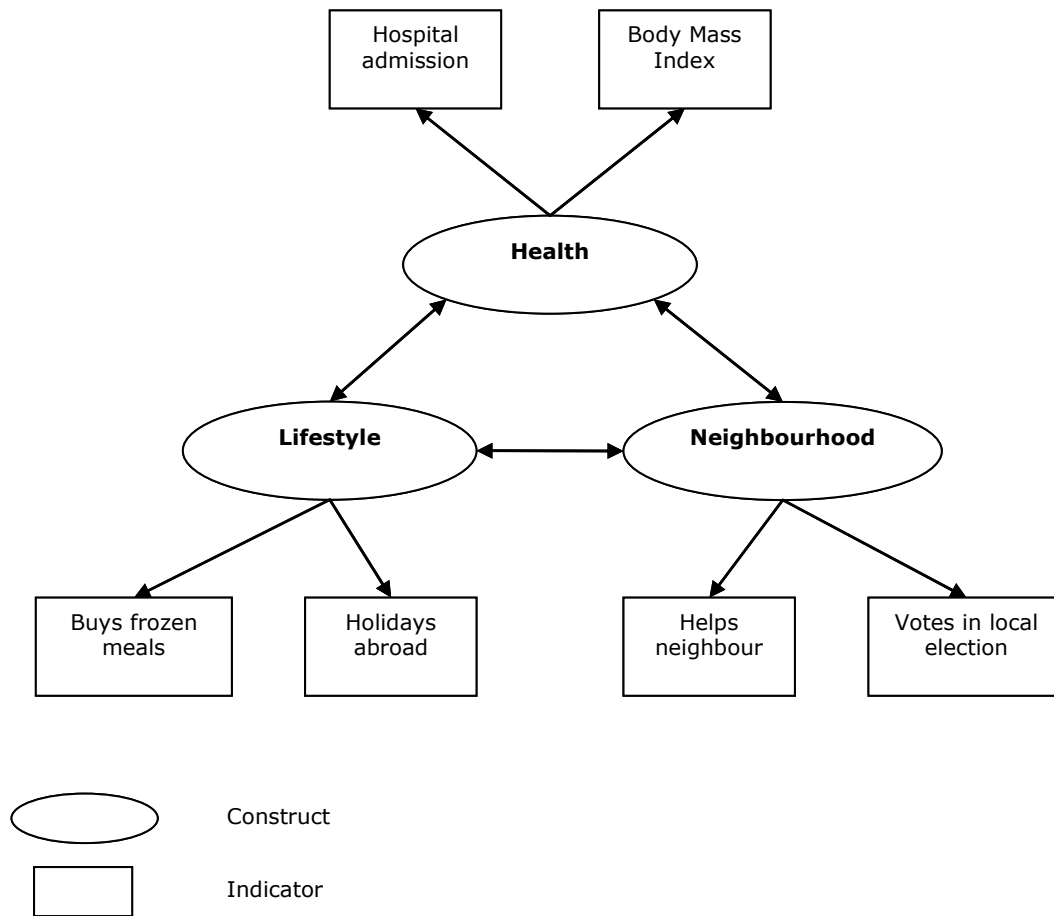 Hospital
admission
Body Mass
Index
Health
Lifestyle
Neighbourhood
Buys frozen
meals
Holidays
abroad
Helps
neighbour
Votes in local
election
Construct
Indicator